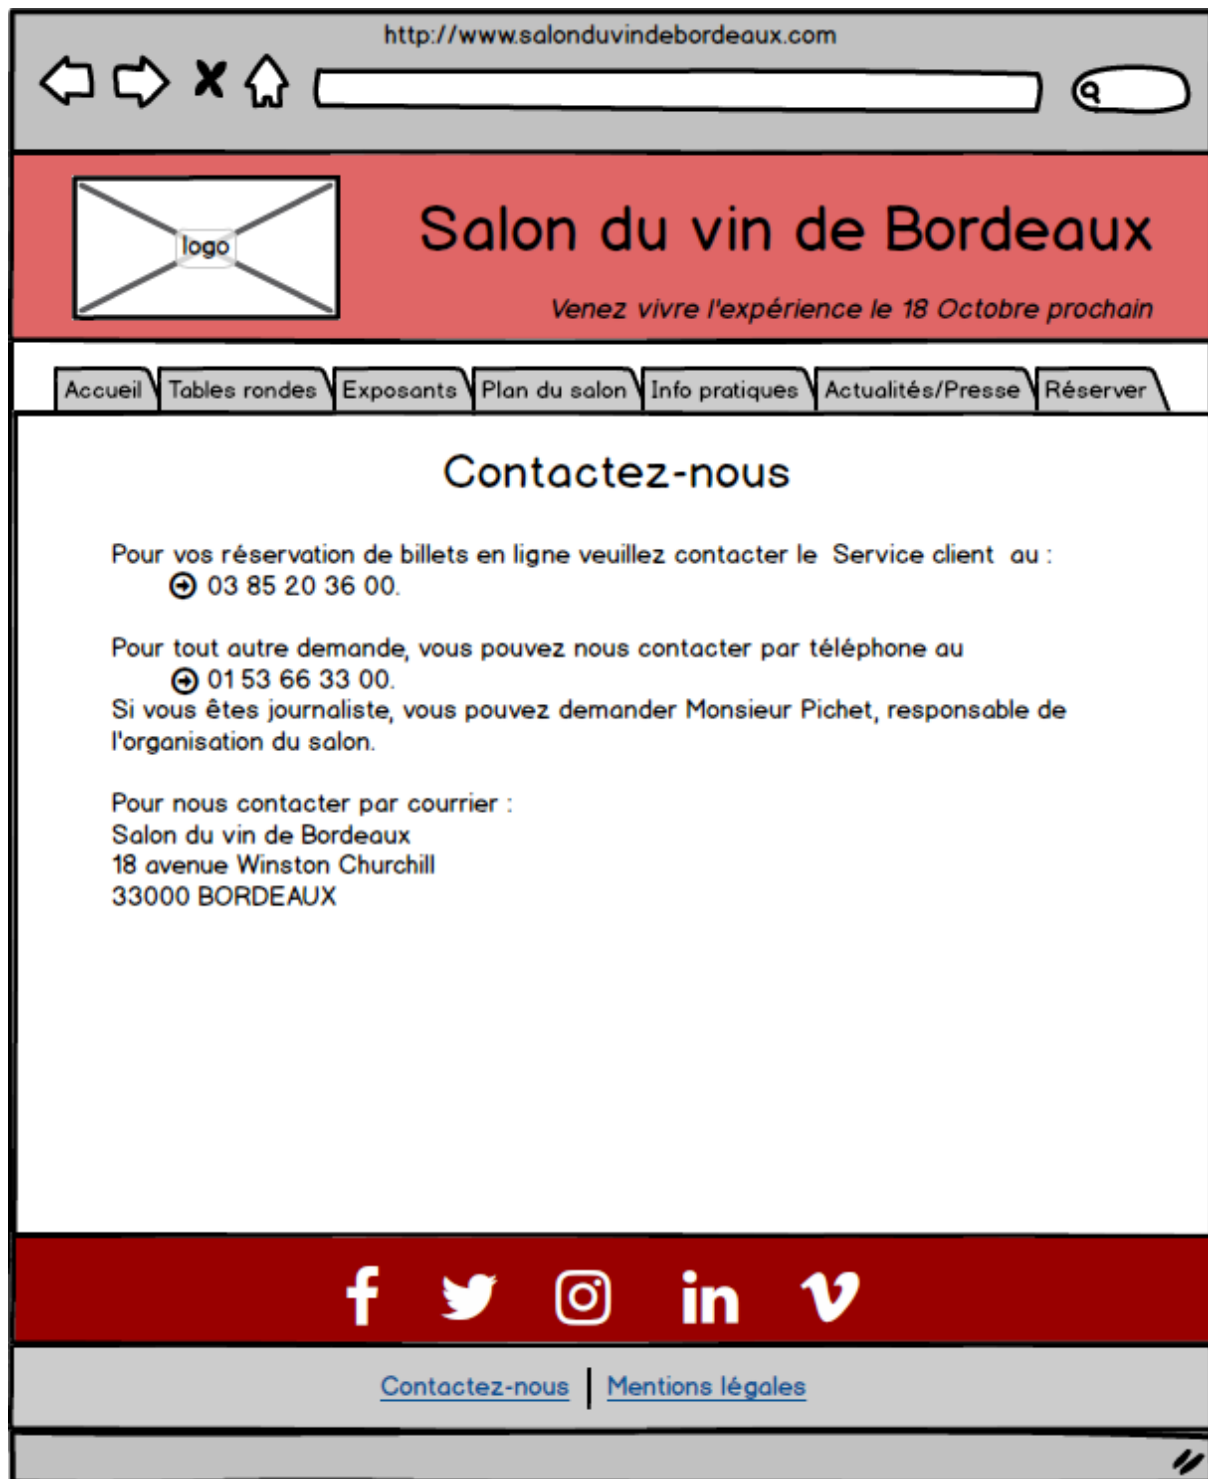 http://www.salonduvindebordeaux.com
logo
Salon du vin de Bordeaux
Venez vivre l'expérience le 18 Octobre prochain
Accueil Tables rondes Exposants Plan du salon Info pratiques Actualités/Presse Réserver
Contactez-nous
Pour vos réservation de billets en ligne veuillez contacter le Service client au :
03 85 20 36 00.
Pour tout autre demande, vous pouvez nous contacter par téléphone au
01 53 66 33 00.
Si vous êtes journaliste, vous pouvez demander Monsieur Pichet, responsable de
l'organisation du salon.
Pour nous contacter par courrier :
Salon du vin de Bordeaux
18 avenue Winston Churchill
33000 BORDEAUX
Contactez-nous | Mentions légales